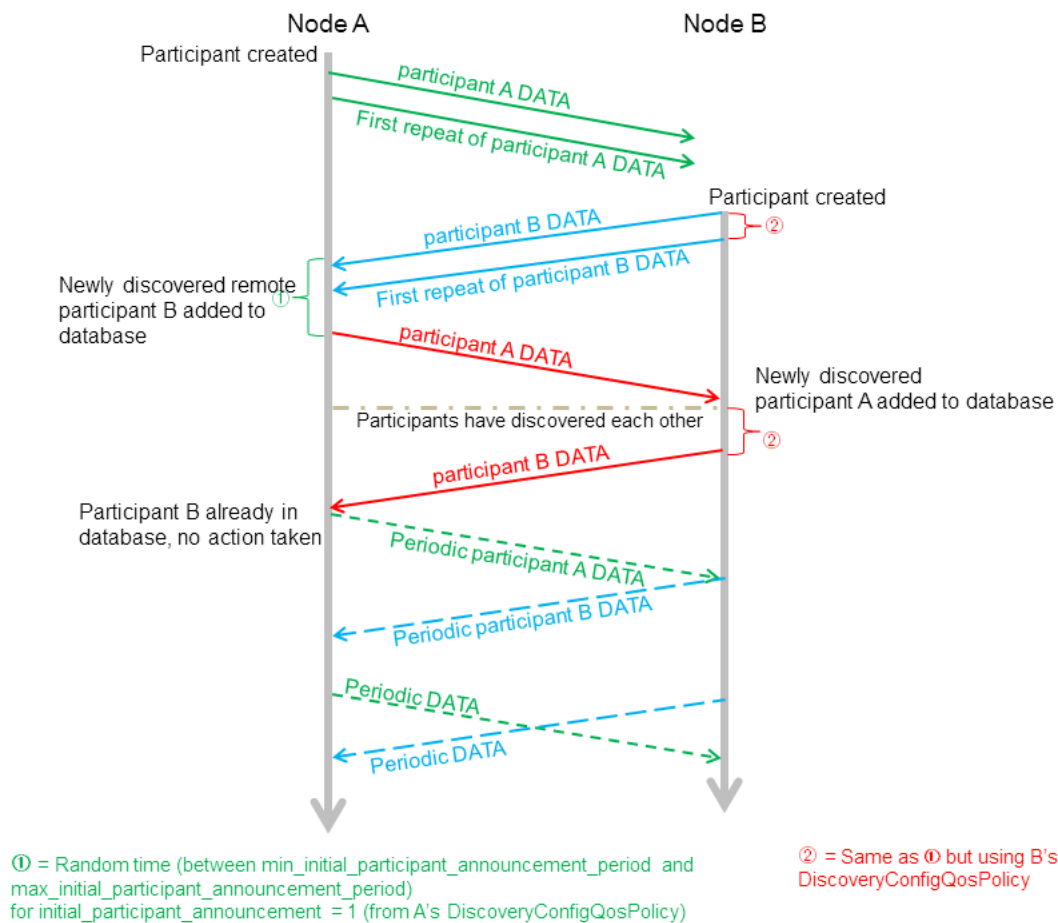 Node A
Node B
Participant created
participant A DATA
First repeat of participant A DATA
Participant created
②
participant B DATA
First repeat of participant B DATA
Newly discovered remote
participant B added to
database
①
participant A DATA
Newly discovered
participant A added to database
Participants have discovered each other
②
participant B DATA
Participant B already in
database, no action taken
Periodic participant A DATA
Periodic participant B DATA
Periodic DATA
Periodic DATA
① = Random time (between min_initial_participant_announcement_period and
max_initial_participant_announcement_period)
for initial_participant_announcement = 1 (from A's DiscoveryConfigQosPolicy)
② = Same as ① but using B's
DiscoveryConfigQosPolicy